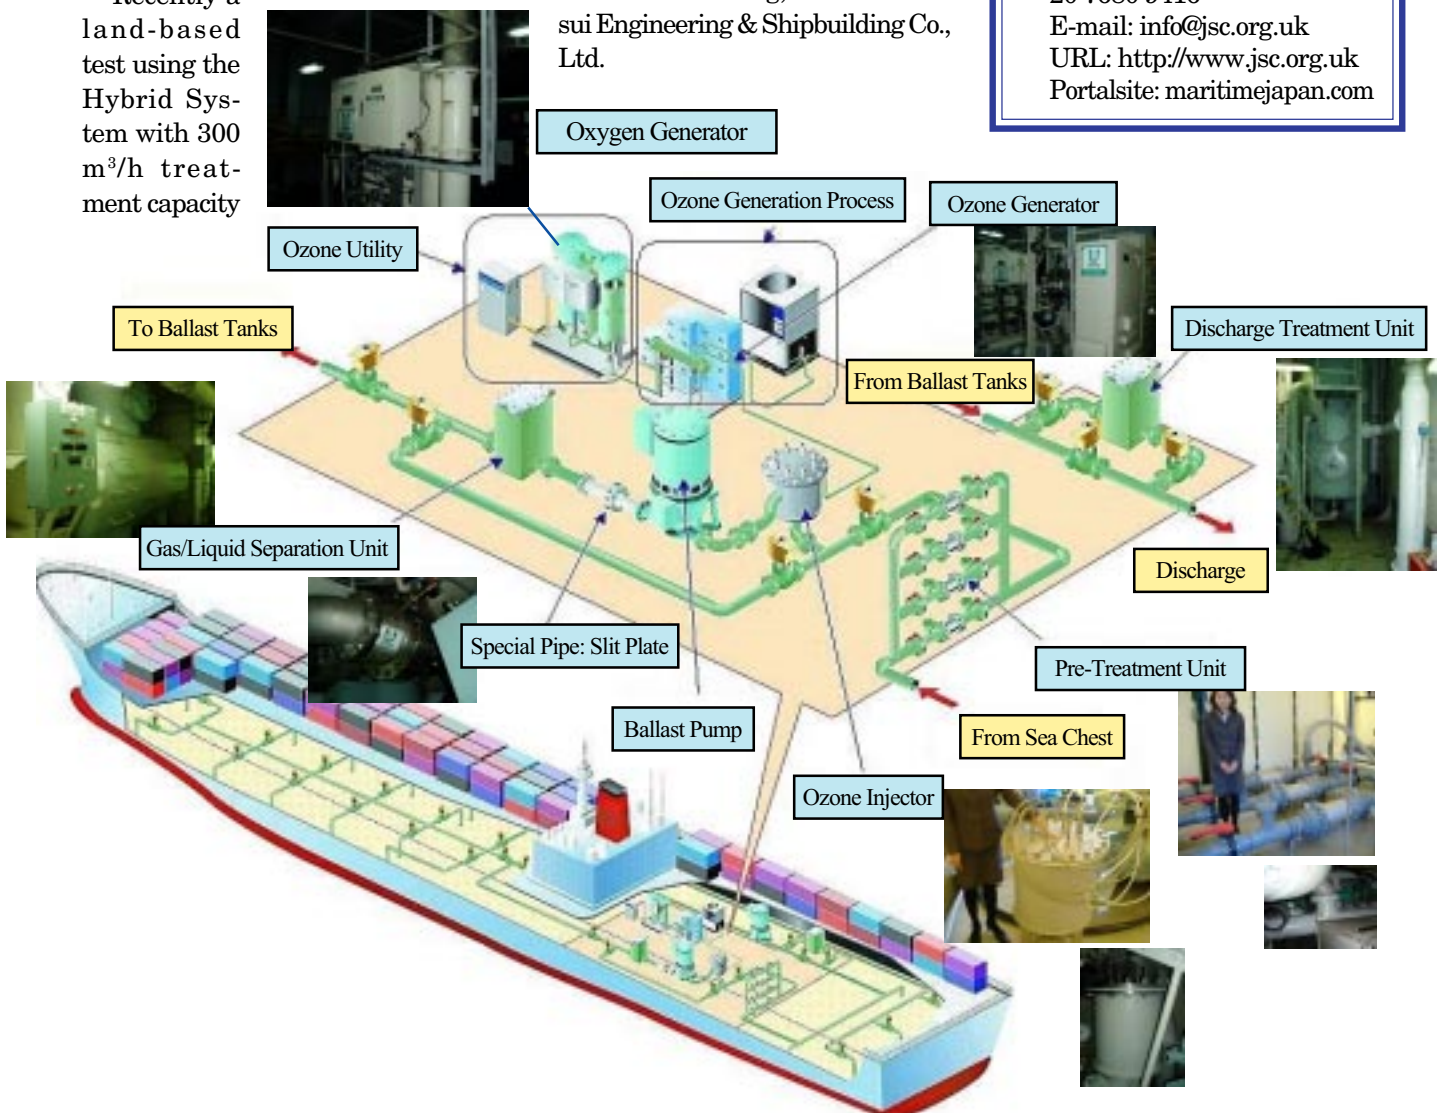 Recently a
land-based
test using the
Hybrid Sys-
tem with 300
m³/h treat-
ment capacity
sui Engineering & Shipbuilding Co.,
Ltd.
E-mail: info@jsc.org.uk
URL: http://www.jsc.org.uk
Portalsite: maritimejapan.com
Oxygen Generator
Ozone Generation Process
Ozone Generator
Ozone Utility
To Ballast Tanks
Discharge Treatment Unit
From Ballast Tanks
Gas/Liquid Separation Unit
Discharge
Special Pipe: Slit Plate
Pre-Treatment Unit
Ballast Pump
From Sea Chest
Ozone Injector